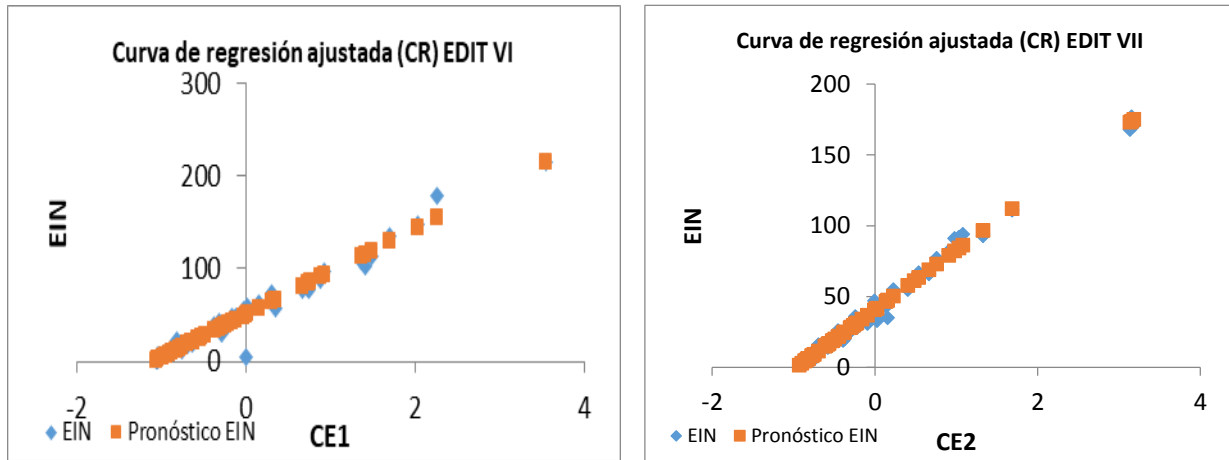 Curva de regresión ajustada (CR) EDIT VI
300
200
100
0
-2
0
2
4
EIN
CE1
EIN
Pronóstico EIN
Curva de regresión ajustada (CR) EDIT VII
200
150
100
50
0
-2
0
2
4
EIN
CE2
EIN
Pronóstico EIN